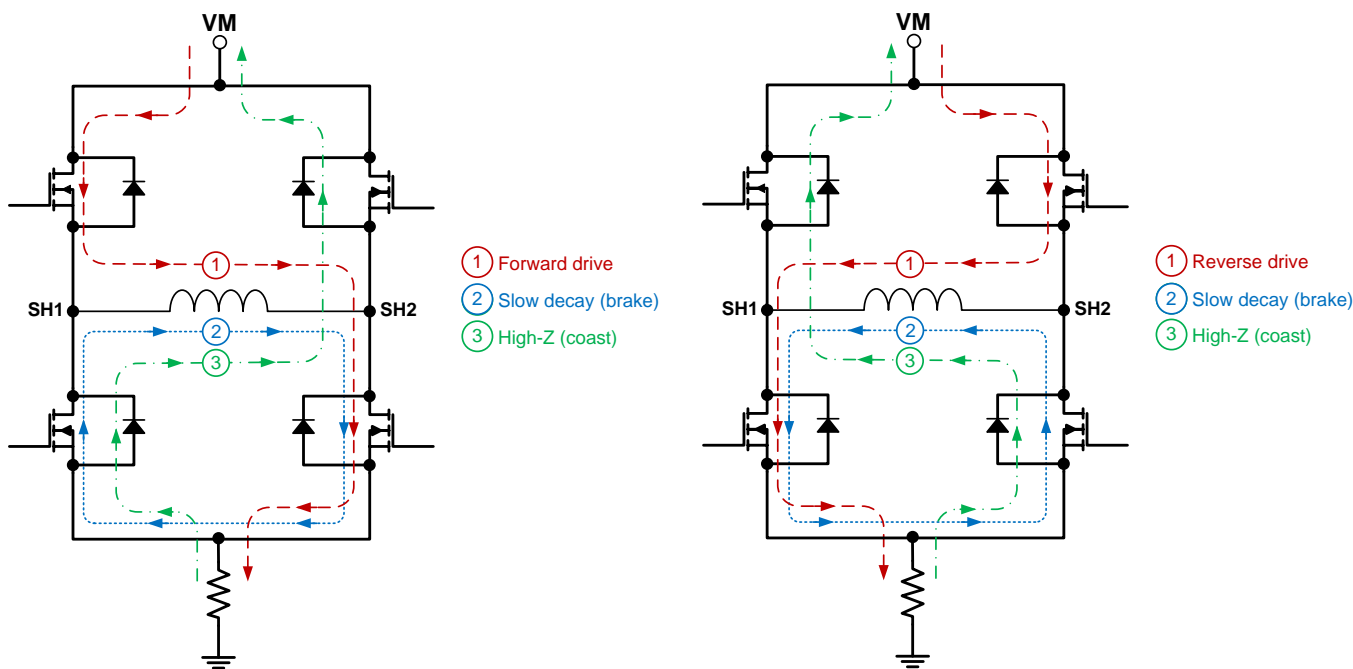 VM
1 Forward drive
2 Slow decay (brake)
3 High-Z (coast)
1
SH1
SH2
2
3
VM
1 Reverse drive
2 Slow decay (brake)
3 High-Z (coast)
1
SH1
SH2
2
3